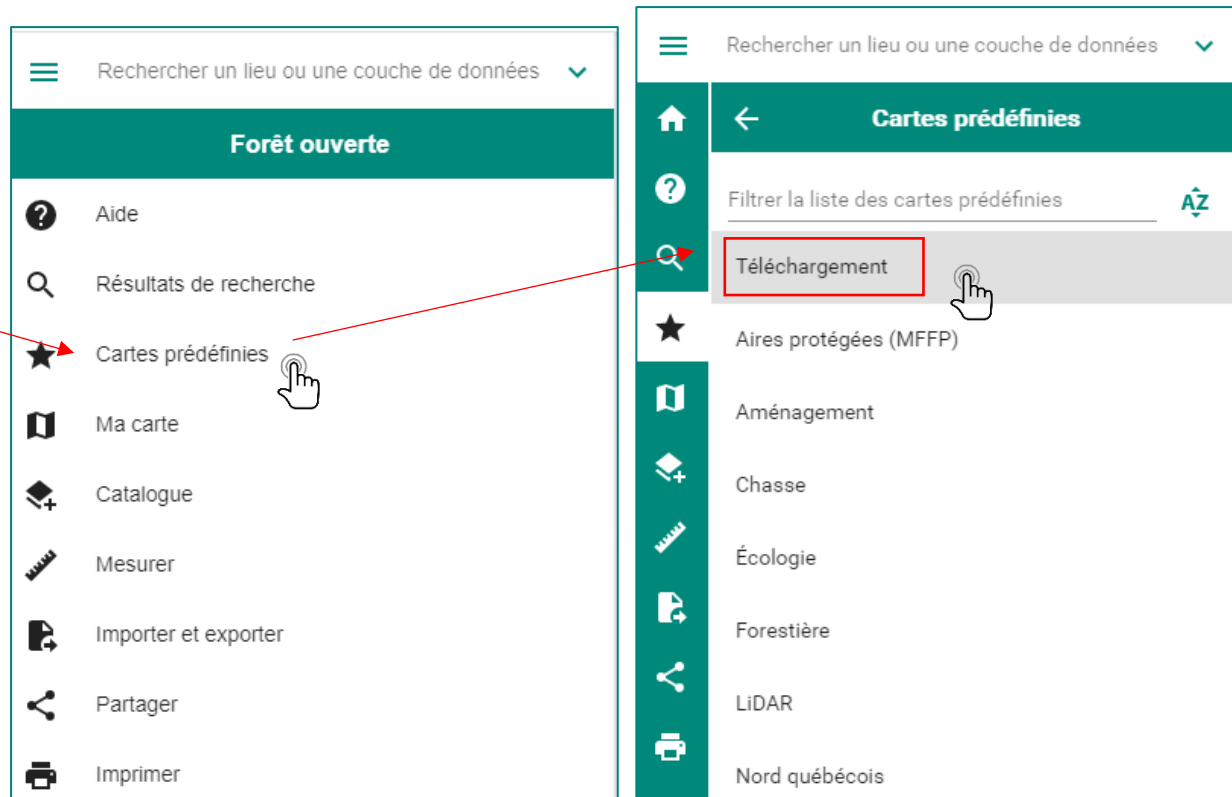 Rechercher un lieu ou une couche de données
Forêt ouverte
Aide
Résultats de recherche
Cartes prédéfinies
Ma carte
Catalogue
Mesurer
Importer et exporter
Partager
Imprimer
Rechercher un lieu ou une couche de données
Cartes prédéfinies
Filtrer la liste des cartes prédéfinies
AZ
Téléchargement
Aires protégées (MFFP)
Aménagement
Chasse
Écologie
Forestière
LiDAR
Nord québécois